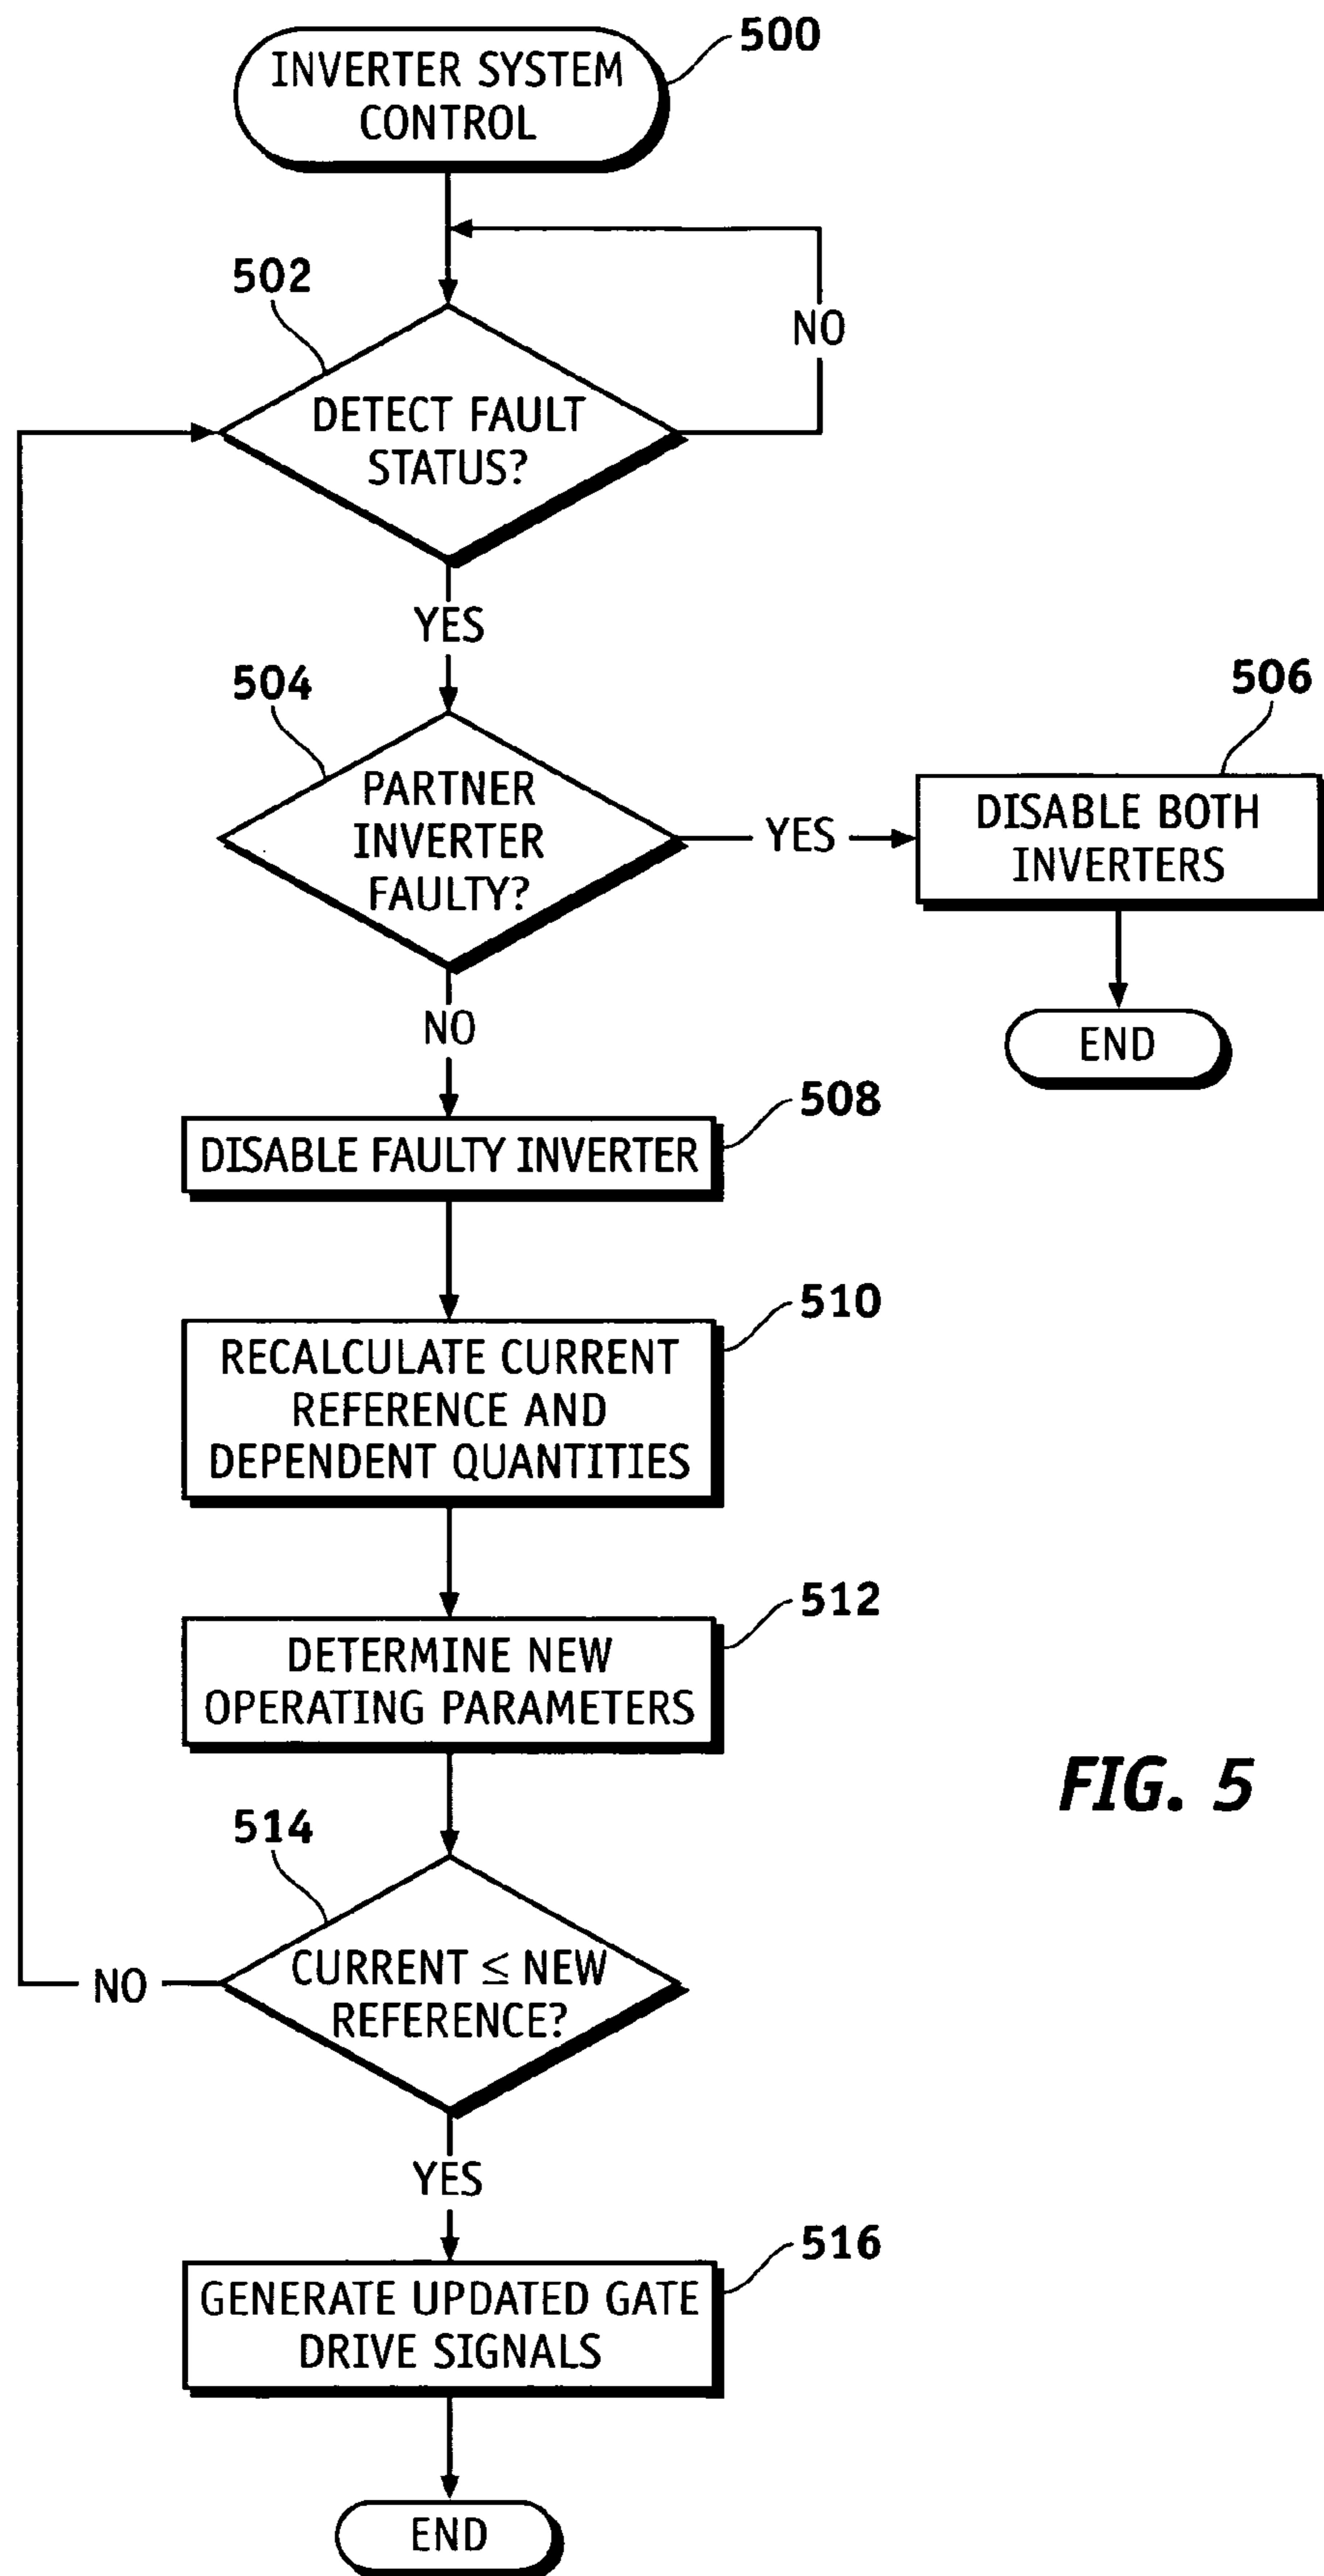 INVERTER SYSTEM
CONTROL
500
502
NO
DETECT FAULT
STATUS?
YES
504
506
PARTNER
INVERTER
FAULTY?
YES
DISABLE BOTH
INVERTERS
NO
END
508
DISABLE FAULTY INVERTER
510
RECALCULATE CURRENT
REFERENCE AND
DEPENDENT QUANTITIES
512
DETERMINE NEW
OPERATING PARAMETERS
FIG. 5
514
CURRENT ≤ NEW
REFERENCE?
NO
YES
516
GENERATE UPDATED GATE
DRIVE SIGNALS
END